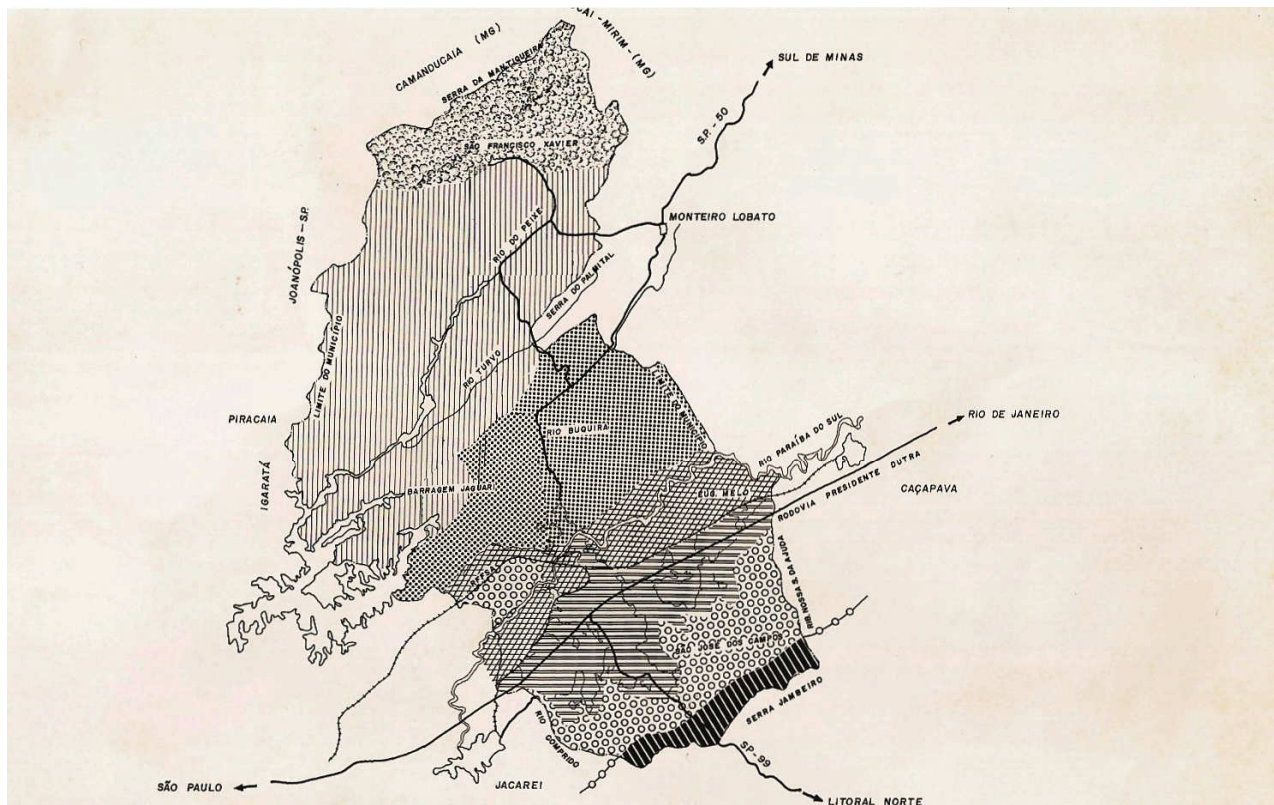 CAMANDUCAIA (MG)
CAI-MIRIM-(MG)
SERRA DA MANTIQUEIRA
SUL DE MINAS
S.P.-50
SÃO FRANCISCO XAVIER
MONTEIRO LOBATO
RIO DO PEIXE
JOANÓPOLIS-S.P.
SERRA DO PALMITAL
LIMITE DO MUNICÍPIO
RIO TURVO
LIMITE DO MUNICÍPIO
PIRACAIA
RIO BUQUIRA
RIO PARAÍBA DO SUL
RIO DE JANEIRO
IGARATÁ
BARRAGEM JAGUARI
EUG. MELO
RODOVIA PRESIDENTE DUTRA
CAÇAPAVA
REFSA
RIB. NOSSA S. DA AJUDA
SÃO JOSÉ DOS CAMPOS
SERRA JAMBEIRO
RIO COMPRIDO
SP-99
SÃO PAULO
JACAREI
LITORAL NORTE